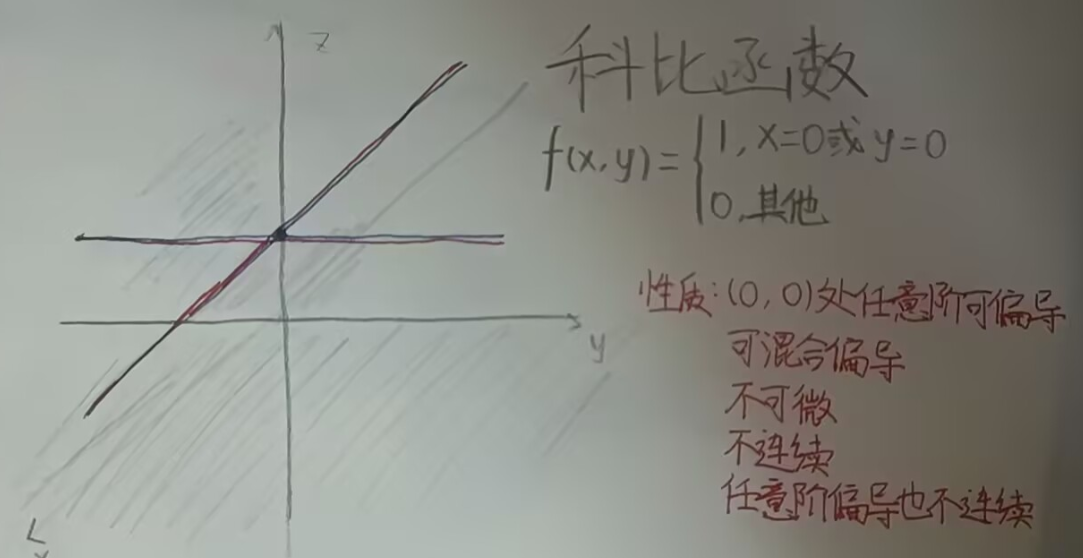 z
科比函数
f(x,y)={1,x=0或y=0
0,其他
性质:(0,0)处任意阶可偏导
y
可混合偏导
不可微
不连续
任意阶偏导也不连续
x